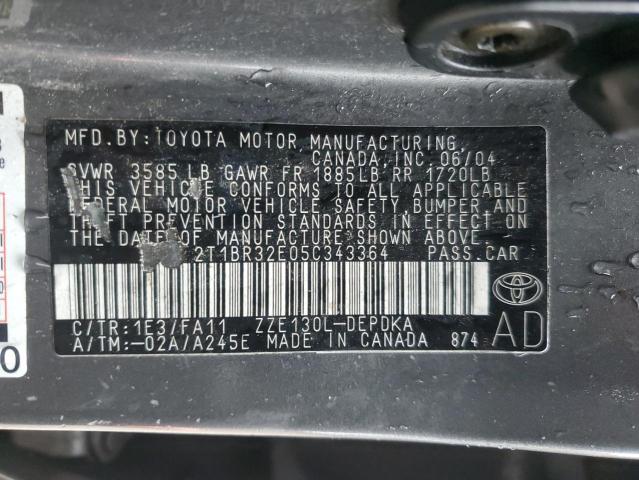 MFD. BY: TOYOTA MOTOR MANUFACTURING,
CANADA, INC. 06/04
GVWR 3585 LB GAWR FR 1885LB RR 1720LB
THIS VEHICLE CONFORMS TO ALL APPLICABLE
FEDERAL MOTOR VEHICLE SAFETY, BUMPER AND
THEFT PREVENTION STANDARDS IN EFFECT ON
THE DATE OF MANUFACTURE SHOWN ABOVE.
2T1BR32E05C343364 PASS. CAR
C/TR: 1E3/FA11 ZZE130L-DEPDKA
A/TM: -02A/A245E MADE IN CANADA 874
AD